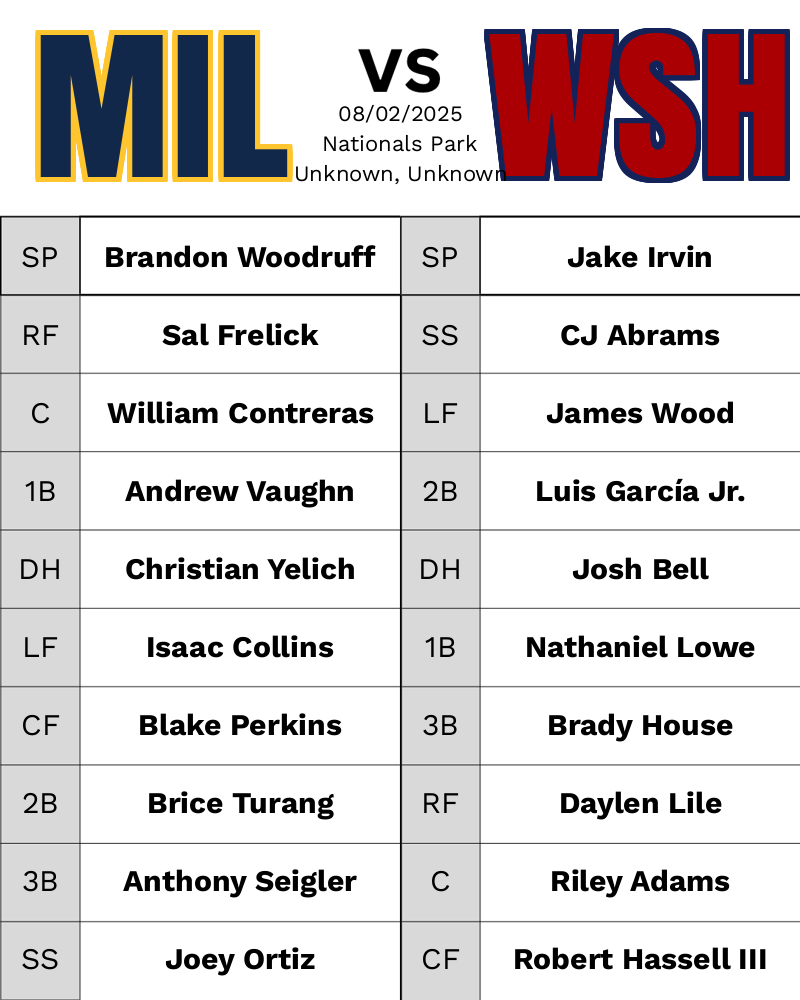 MIL VS WSH
08/02/2025
Nationals Park
Unknown, Unknown
SP Brandon Woodruff SP Jake Irvin
RF Sal Frelick SS CJ Abrams
C William Contreras LF James Wood
1B Andrew Vaughn 2B Luis García Jr.
DH Christian Yelich DH Josh Bell
LF Isaac Collins 1B Nathaniel Lowe
CF Blake Perkins 3B Brady House
2B Brice Turang RF Daylen Lile
3B Anthony Seigler C Riley Adams
SS Joey Ortiz CF Robert Hassell III